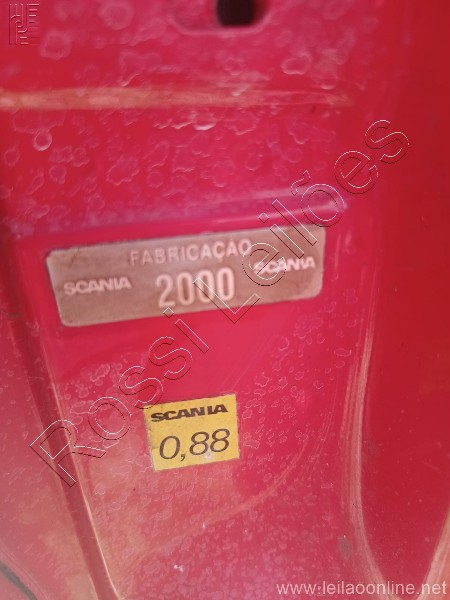 FABRICAÇÃO
SCANIA 2000 SCANIA
SCANIA
0,88
Rossi Leilões
www.leilaoonline.net